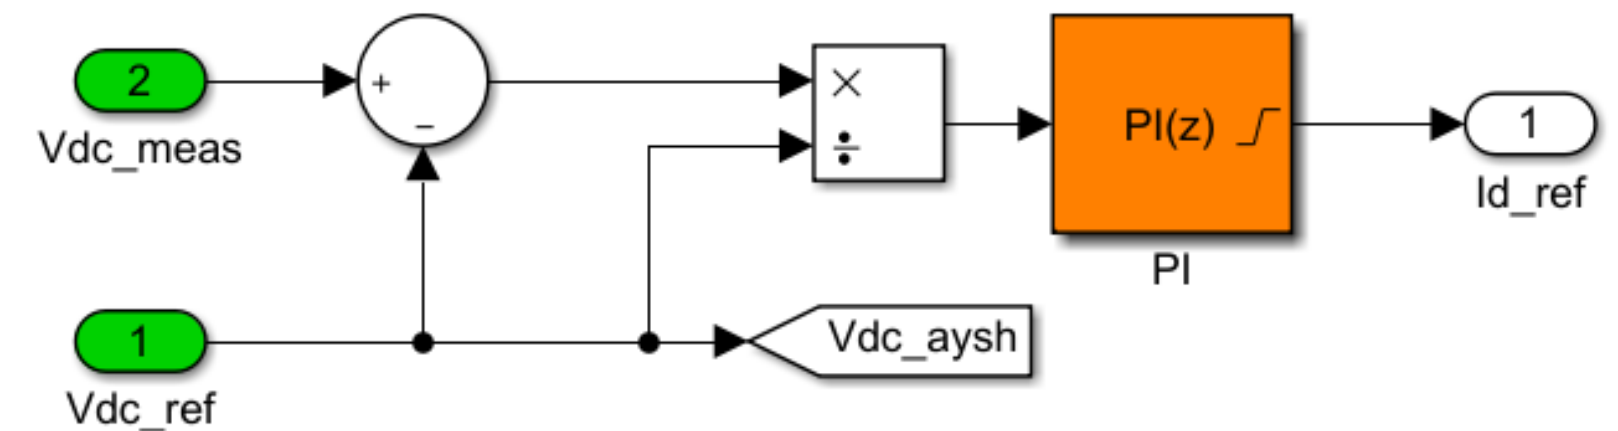 2
Vdc_meas
+
−
×
÷
PI(z)
PI
1
Id_ref
1
Vdc_ref
Vdc_aysh